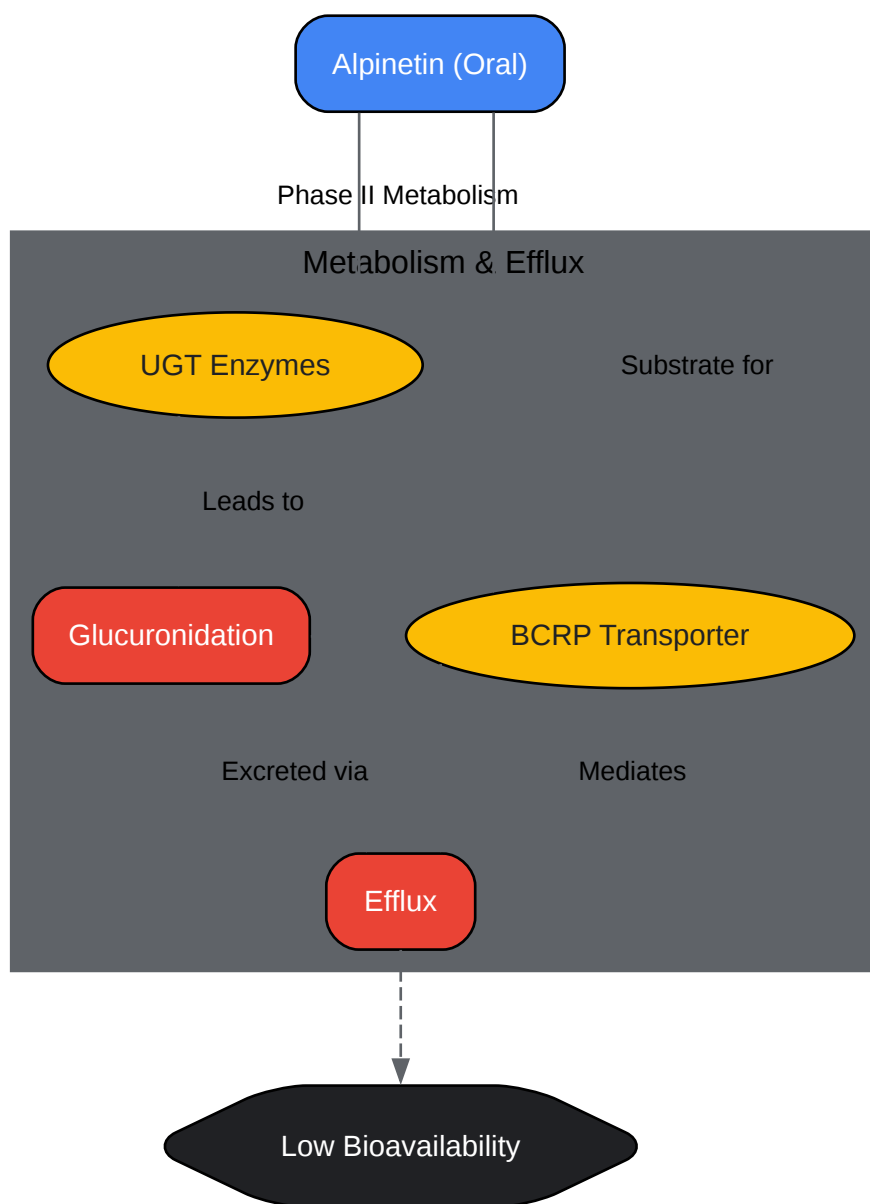 Alpinetin (Oral)
Phase II Metabolism
Metabolism & Efflux
UGT Enzymes
Substrate for
Leads to
Glucuronidation
BCRP Transporter
Excreted via
Mediates
Efflux
Low Bioavailability